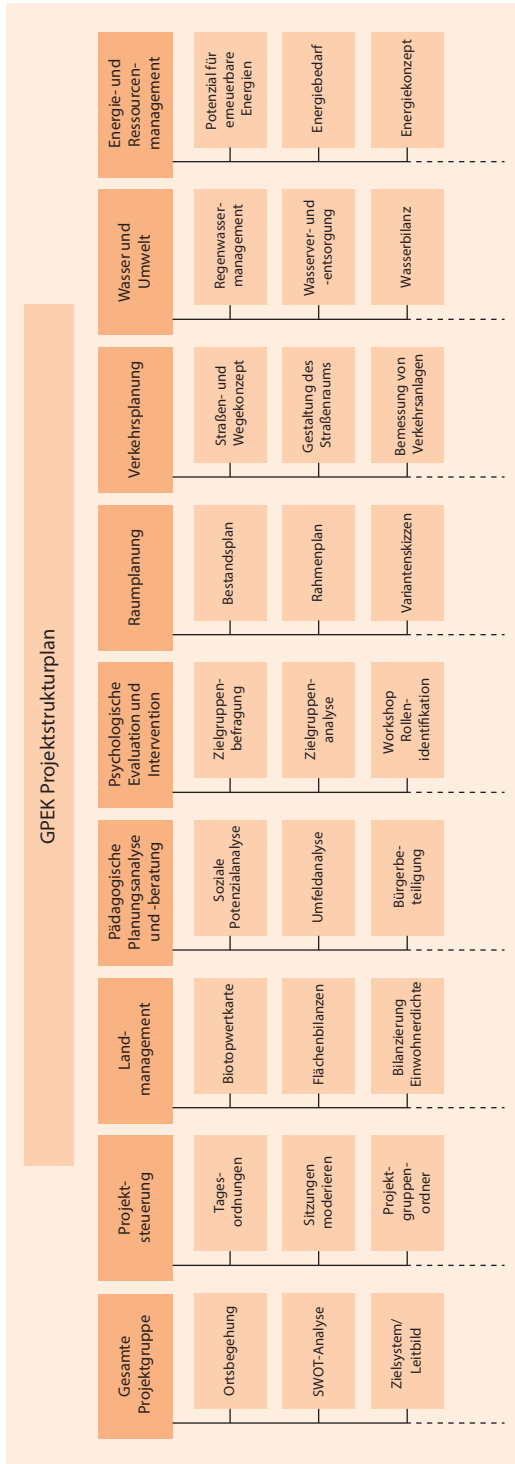 GPEK Projektstrukturplan
Gesamte
Projektgruppe
Ortsbegehung
SWOT-Analyse
Zielsystem/
Leitbild
Projekt-
steuerung
Tages-
ordnungen
Sitzungen
moderieren
Projekt-
gruppen-
ordner
Land-
management
Biotopwertkarte
Flächenbilanzen
Bilanzierung
Einwohnerdichte
Pädagogische
Planungsanalyse
und -beratung
Soziale
Potenzialanalyse
Umfeldanalyse
Bürgerbe-
teiligung
Psychologische
Evaluation und
Intervention
Zielgruppen-
befragung
Zielgruppen-
analyse
Workshop
Rollen-
identifikation
Raumplanung
Bestandsplan
Rahmenplan
Variantenskizzen
Verkehrsplanung
Straßen- und
Wegekonzept
Gestaltung des
Straßenraums
Bemessung von
Verkehrsanlagen
Wasser und
Umwelt
Regenwasser-
management
Wasserver- und
-entsorgung
Wasserbilanz
Energie- und
Ressourcen-
management
Potenzial für
erneuerbare
Energien
Energiebedarf
Energiekonzept